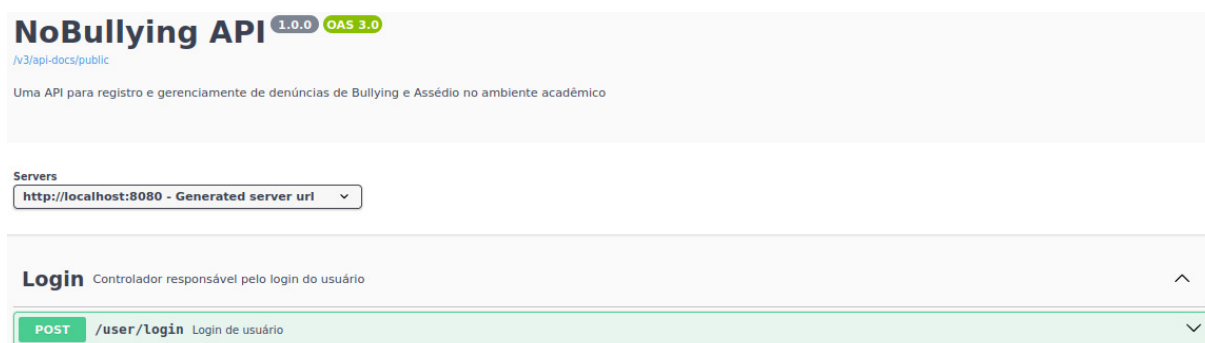 NoBullying API 1.0.0 OAS 3.0
/v3/api-docs/public
Uma API para registro e gerenciamente de denúncias de Bullying e Assédio no ambiente acadêmico
Servers
http://localhost:8080 - Generated server url
Login Controlador responsável pelo login do usuário
POST /user/login Login de usuário